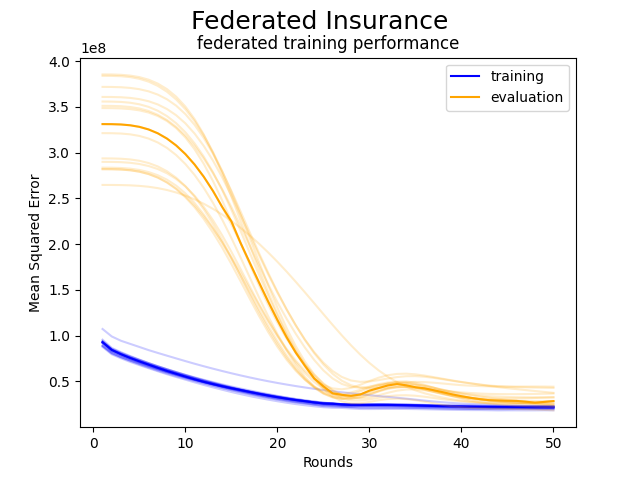 Federated Insurance
federated training performance
1e8
4.0
3.5
3.0
2.5
2.0
1.5
1.0
0.5
Mean Squared Error
training
evaluation
0
10
20
30
40
50
Rounds